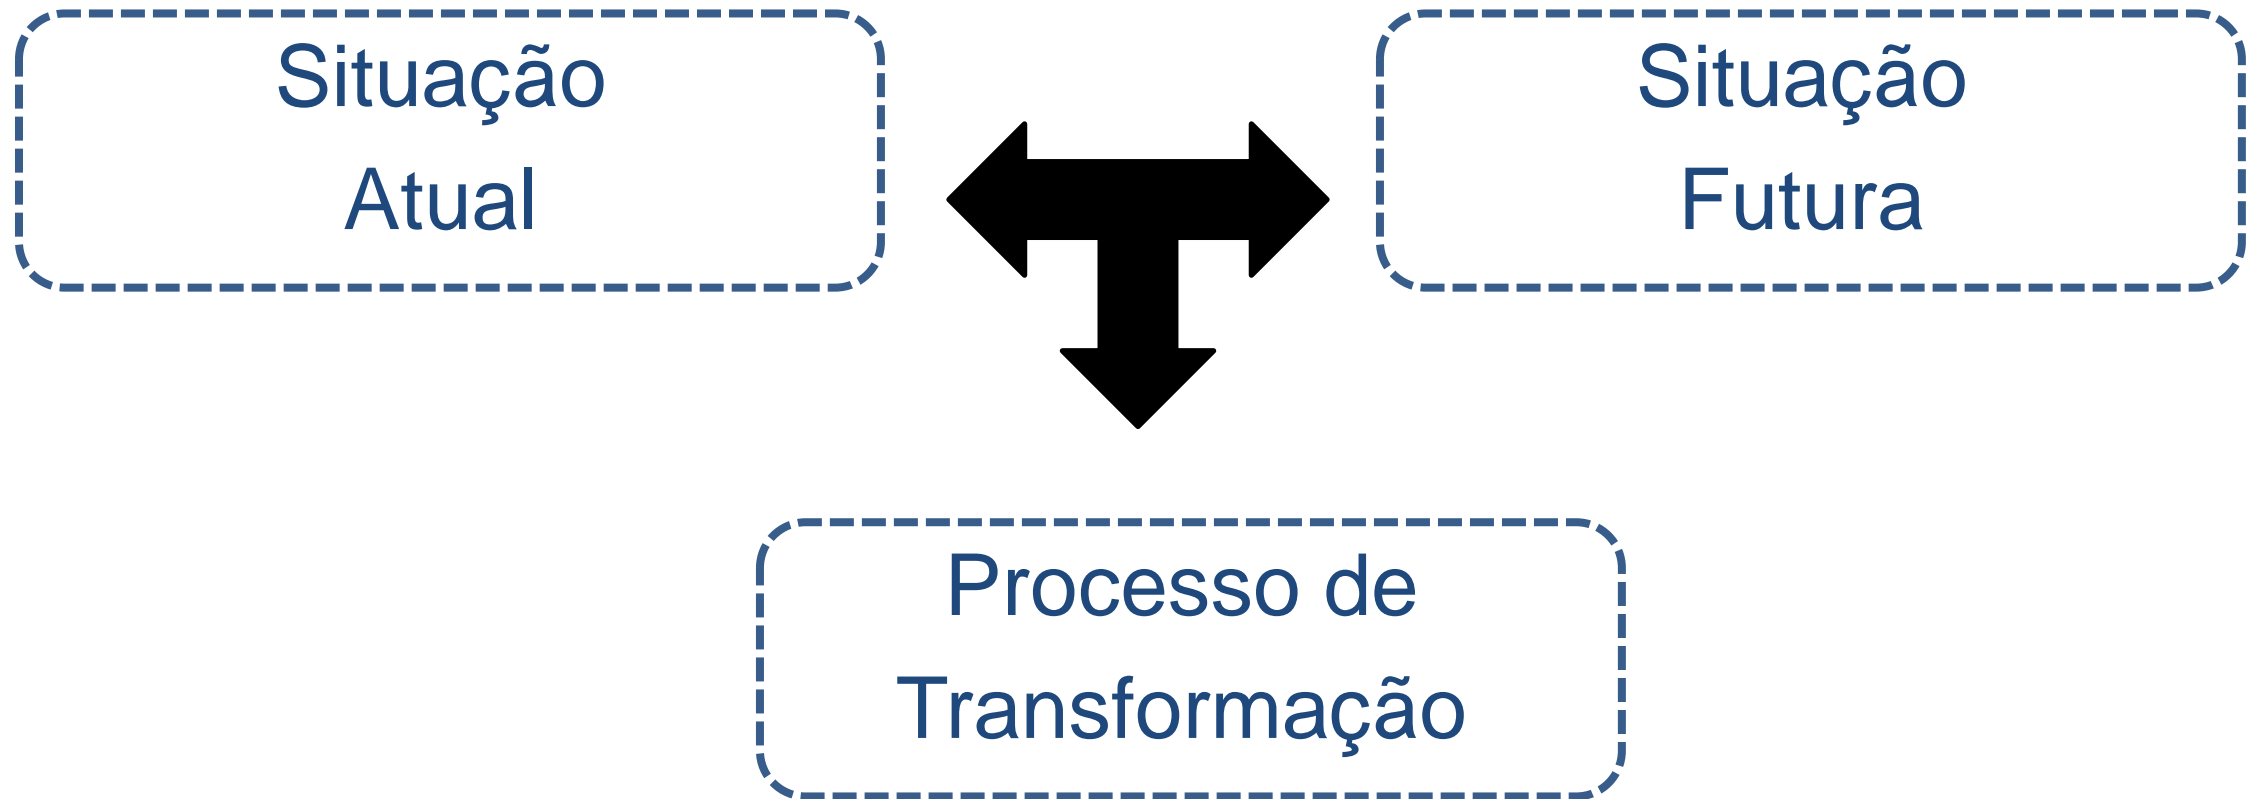 Situação
Atual
Situação
Futura
Processo de
Transformação